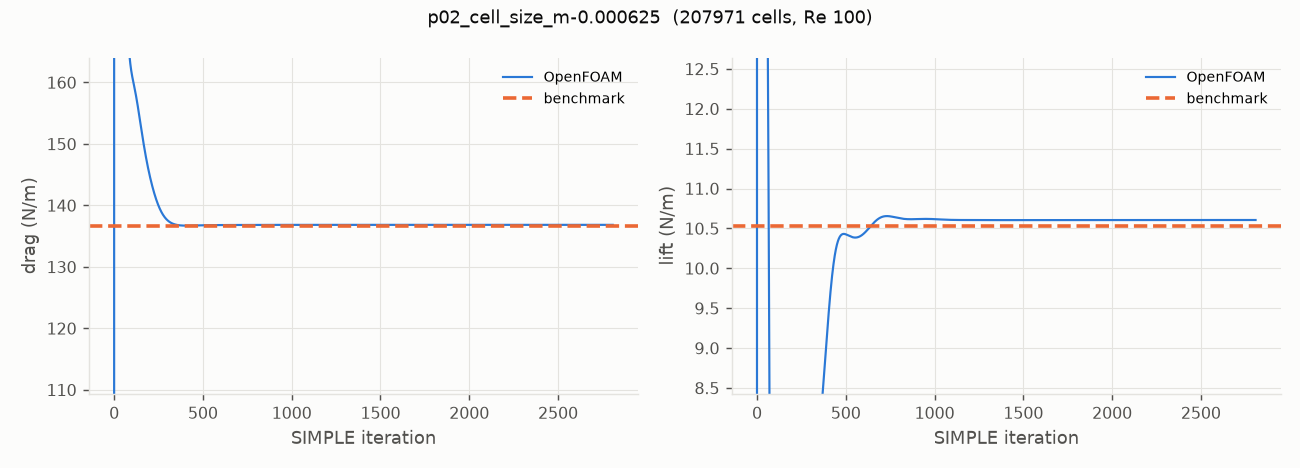 p02_cell_size_m-0.000625  (207971 cells, Re 100)
160
150
140
130
120
110
drag (N/m)
0 500 1000 1500 2000 2500
SIMPLE iteration
OpenFOAM
benchmark
12.5
12.0
11.5
11.0
10.5
10.0
9.5
9.0
8.5
lift (N/m)
0 500 1000 1500 2000 2500
SIMPLE iteration
OpenFOAM
benchmark